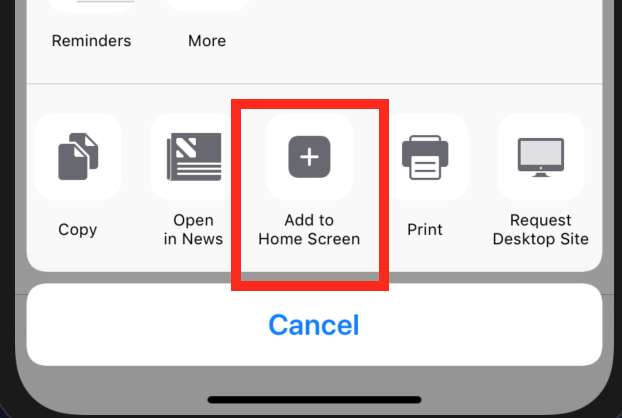 Reminders
More
Copy
Open
in News
Add to
Home Screen
Print
Request
Desktop Site
Cancel